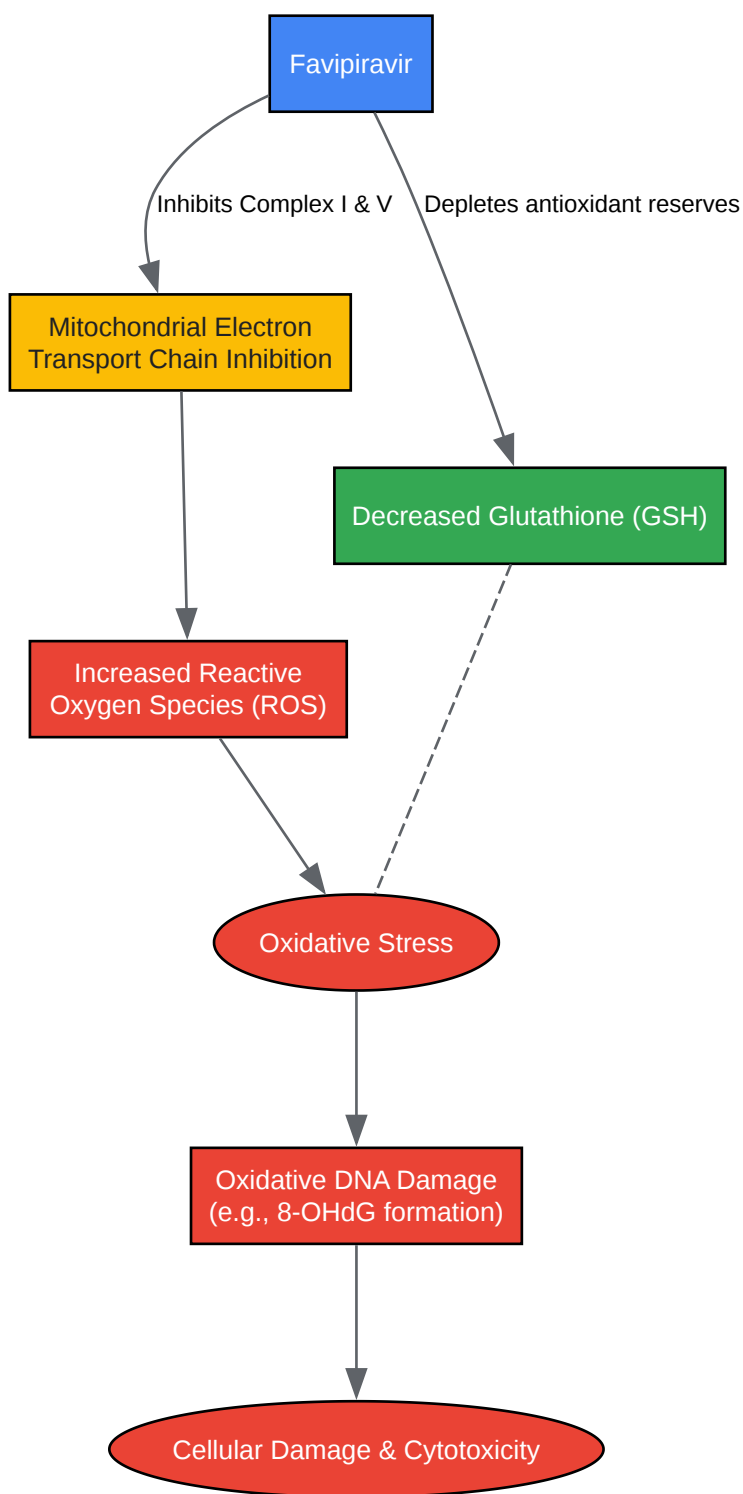 Favipiravir
Inhibits Complex I & V
Depletes antioxidant reserves
Mitochondrial Electron
Transport Chain Inhibition
Decreased Glutathione (GSH)
Increased Reactive
Oxygen Species (ROS)
Oxidative Stress
Oxidative DNA Damage
(e.g., 8-OHdG formation)
Cellular Damage & Cytotoxicity